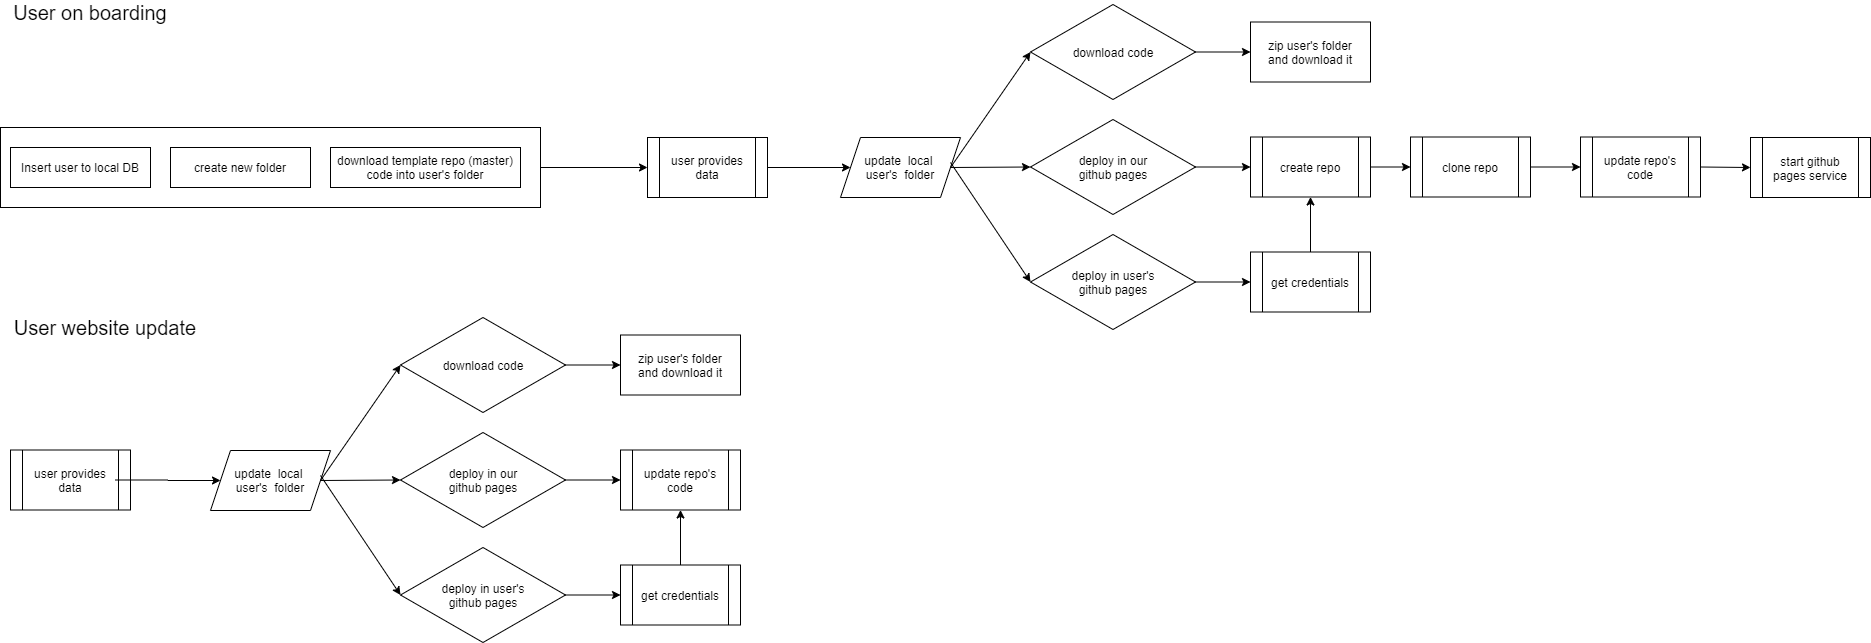 User on boarding
download code
zip user's folder
and download it
Insert user to local DB
create new folder
download template repo (master)
code into user's folder
user provides
data
update local
user's folder
deploy in our
github pages
create repo
clone repo
update repo's
code
start github
pages service
deploy in user's
github pages
get credentials
User website update
download code
zip user's folder
and download it
user provides
data
update local
user's folder
deploy in our
github pages
update repo's
code
deploy in user's
github pages
get credentials